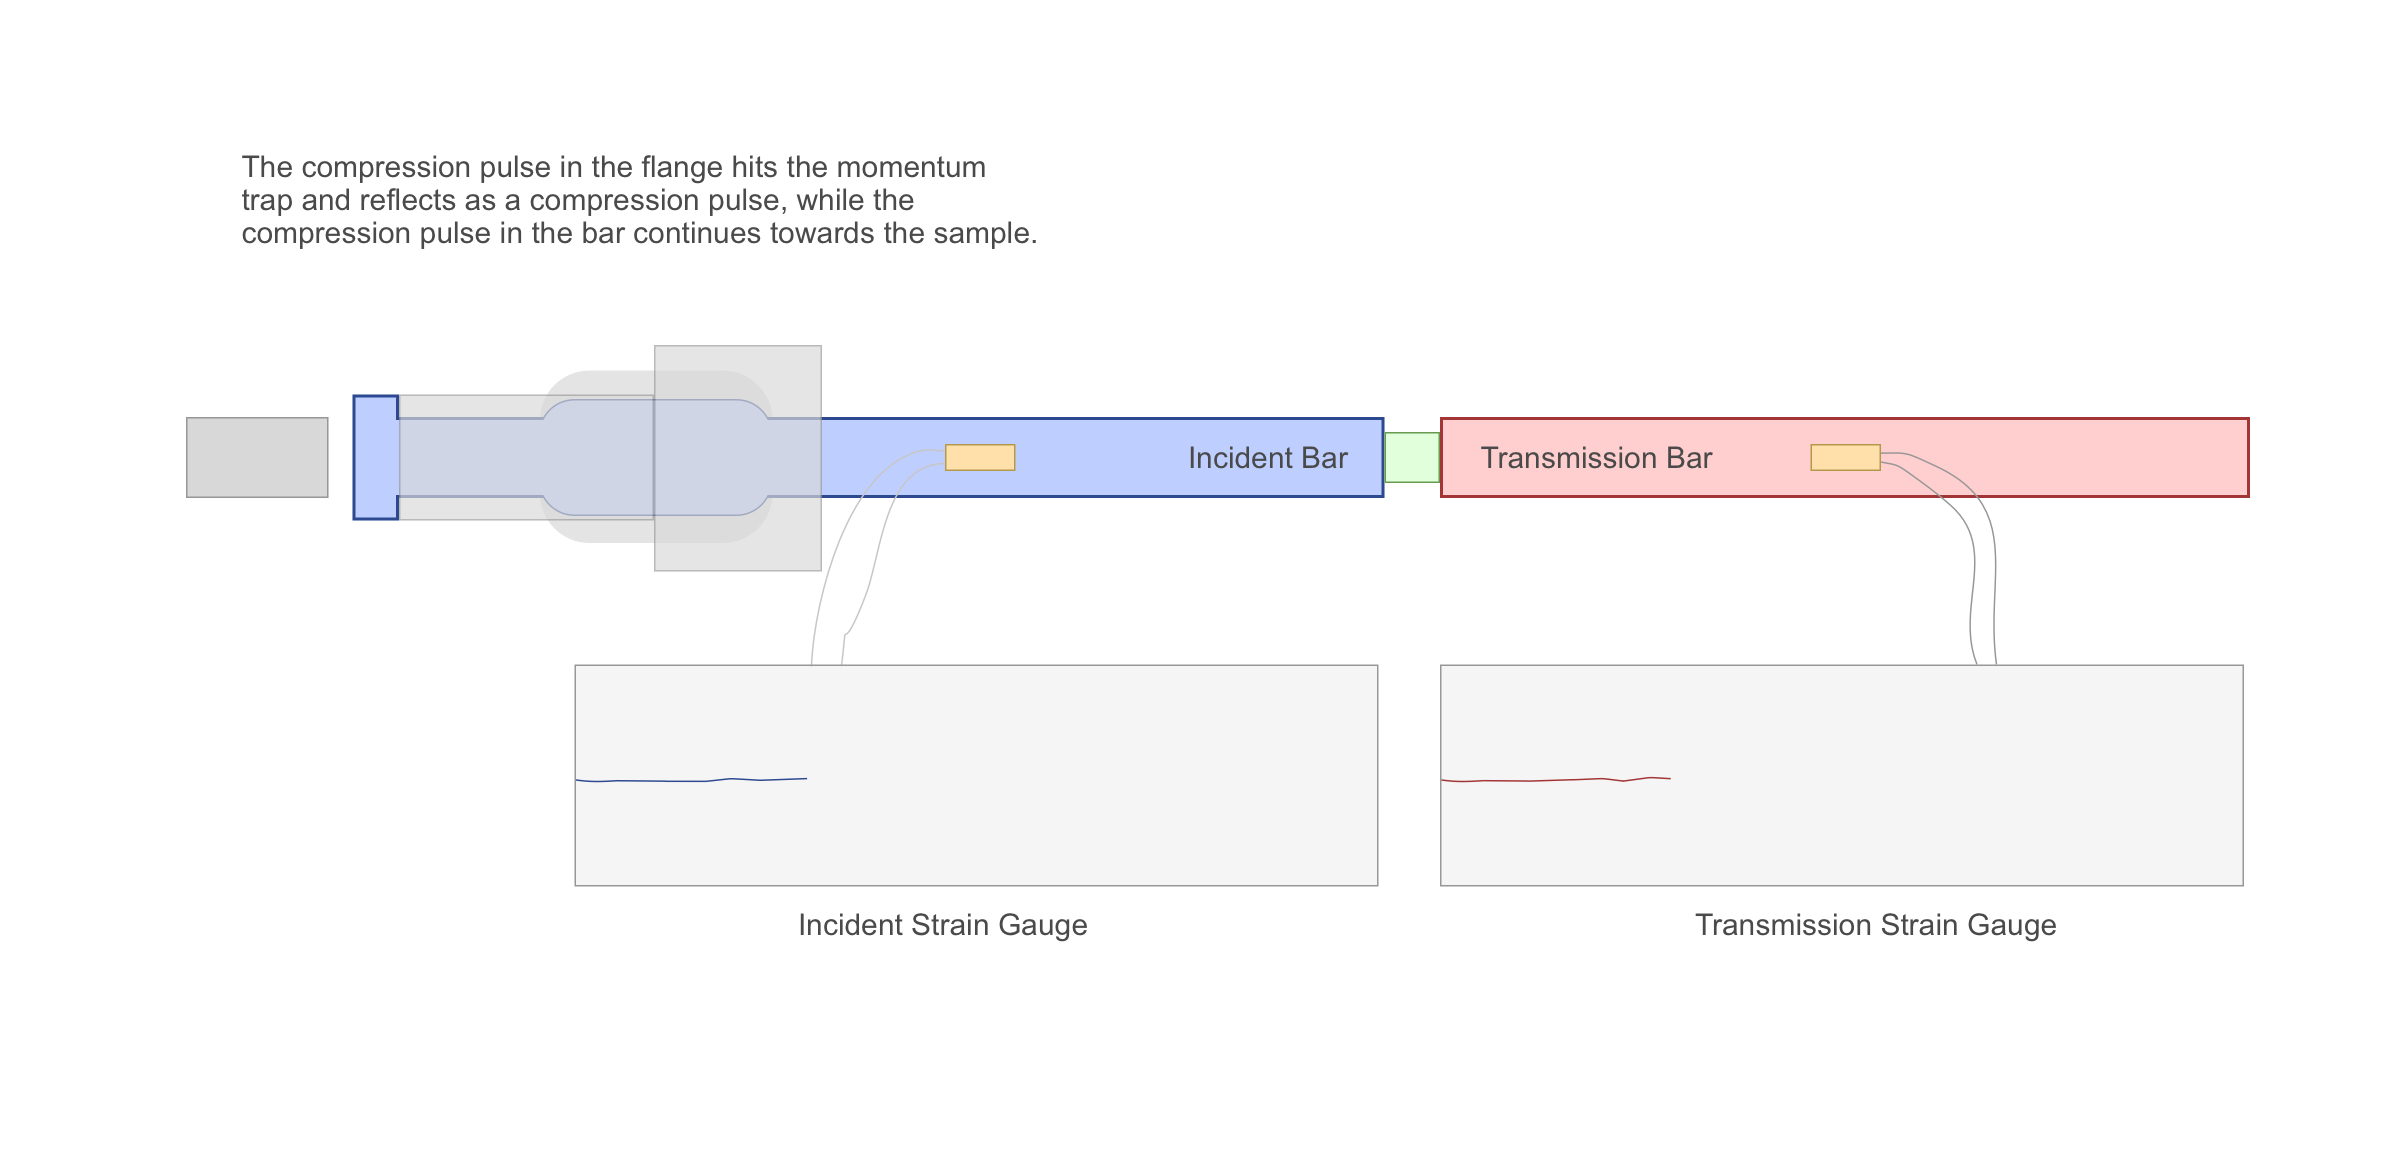 The compression pulse in the flange hits the momentum
trap and reflects as a compression pulse, while the
compression pulse in the bar continues towards the sample.
Incident Bar
Transmission Bar
Incident Strain Gauge
Transmission Strain Gauge